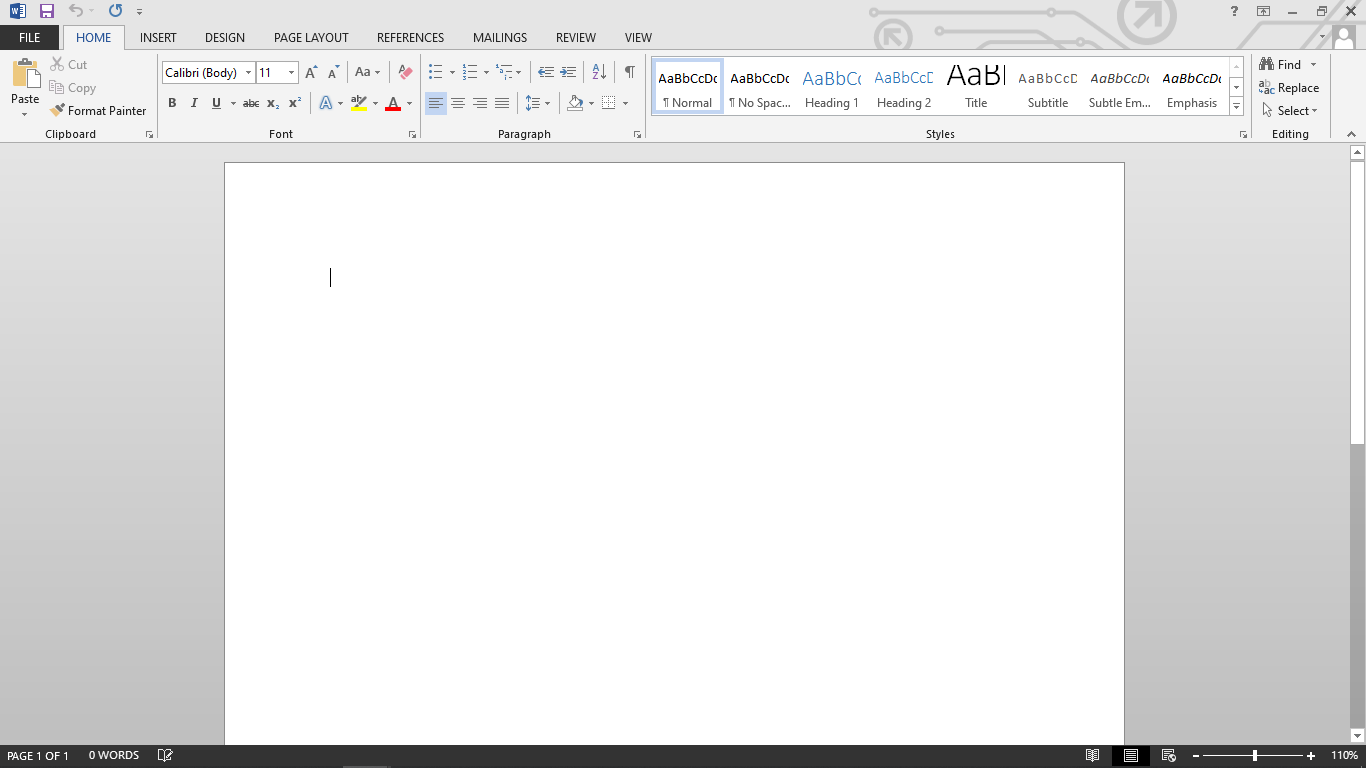 FILE HOME INSERT DESIGN PAGE LAYOUT REFERENCES MAILINGS REVIEW VIEW
Paste
Cut
Copy
Format Painter
Clipboard
Calibri (Body) 11
Aa
B I U abc X₂ X²
A ab A
Font
Paragraph
AaBbCcDc AaBbCcDc AaBbCc AaBbCcD AaB AaBbCcD AaBbCcDc AaBbCcDc
¶ Normal ¶ No Spac... Heading 1 Heading 2 Title Subtitle Subtle Em... Emphasis
Styles
Find
Replace
Select
Editing
PAGE 1 OF 1 0 WORDS 110%